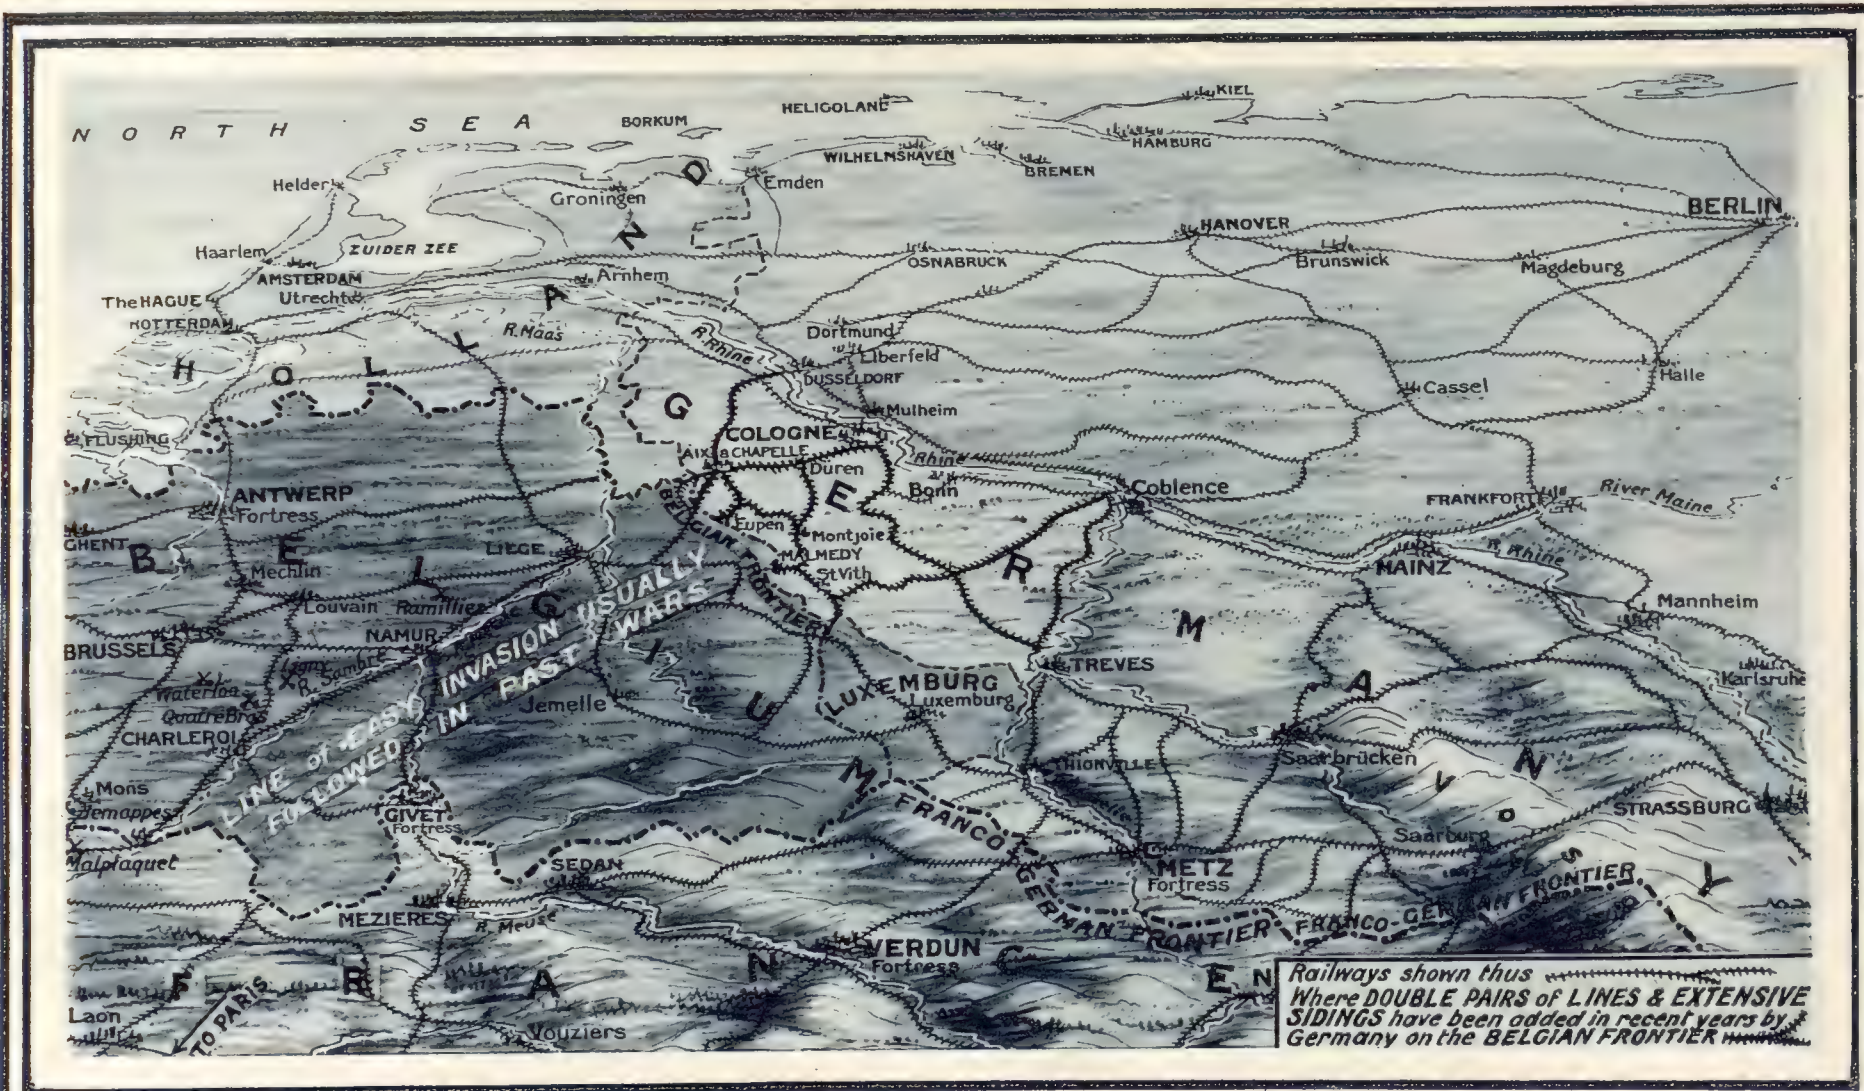 NORTH SEA
BORKUM
HELIGOLAND
KIEL
HAMBURG
WILHELMSHAVEN
BREMEN
Helder
Groningen
Emden
BERLIN
HANOVER
Haarlem
ZUIDER ZEE
OSNABRUCK
Brunswick
Magdeburg
AMSTERDAM
Arnhem
Utrecht
The HAGUE
ROTTERDAM
R. Maas
R. Rhine
Dortmund
Elberfeld
HOLLAND
DUSSELDORF
Cassel
Halle
Mulheim
FLUSHING
COLOGNE
AIX la CHAPELLE
Düren
Rhine
Bonn
Coblence
FRANKFORT
River Maine
ANTWERP
Fortress
Eupen
GHENT
LIEGE
Montjoie
MALMEDY
St Vith
BELGIAN FRONTIER
R. Rhine
MAINZ
Mechlin
Louvain
Ramillies
Mannheim
BRUSSELS
NAMUR
Ligny
R. Sambre
TREVES
Karlsruhe
Waterloo
Quatre Bras
CHARLEROI
Jemelle
LUXEMBURG
Luxemburg
LINE of EASY INVASION USUALLY
FOLLOWED IN PAST WARS
BELGIUM
GERMANY
Saarbrücken
THIONVILLE
Mons
Jemappes
GIVET
Fortress
STRASSBURG
Saarburg
VOSGES
Malplaquet
SEDAN
METZ
Fortress
FRANCO GERMAN FRONTIER
FRANCO-GERMAN FRONTIER
MEZIERES
R. Meuse
VERDUN
Fortress
FRANCE
Laon
TO PARIS
Vouziers
Railways shown thus
Where DOUBLE PAIRS of LINES & EXTENSIVE
SIDINGS have been added in recent years by
Germany on the BELGIAN FRONTIER